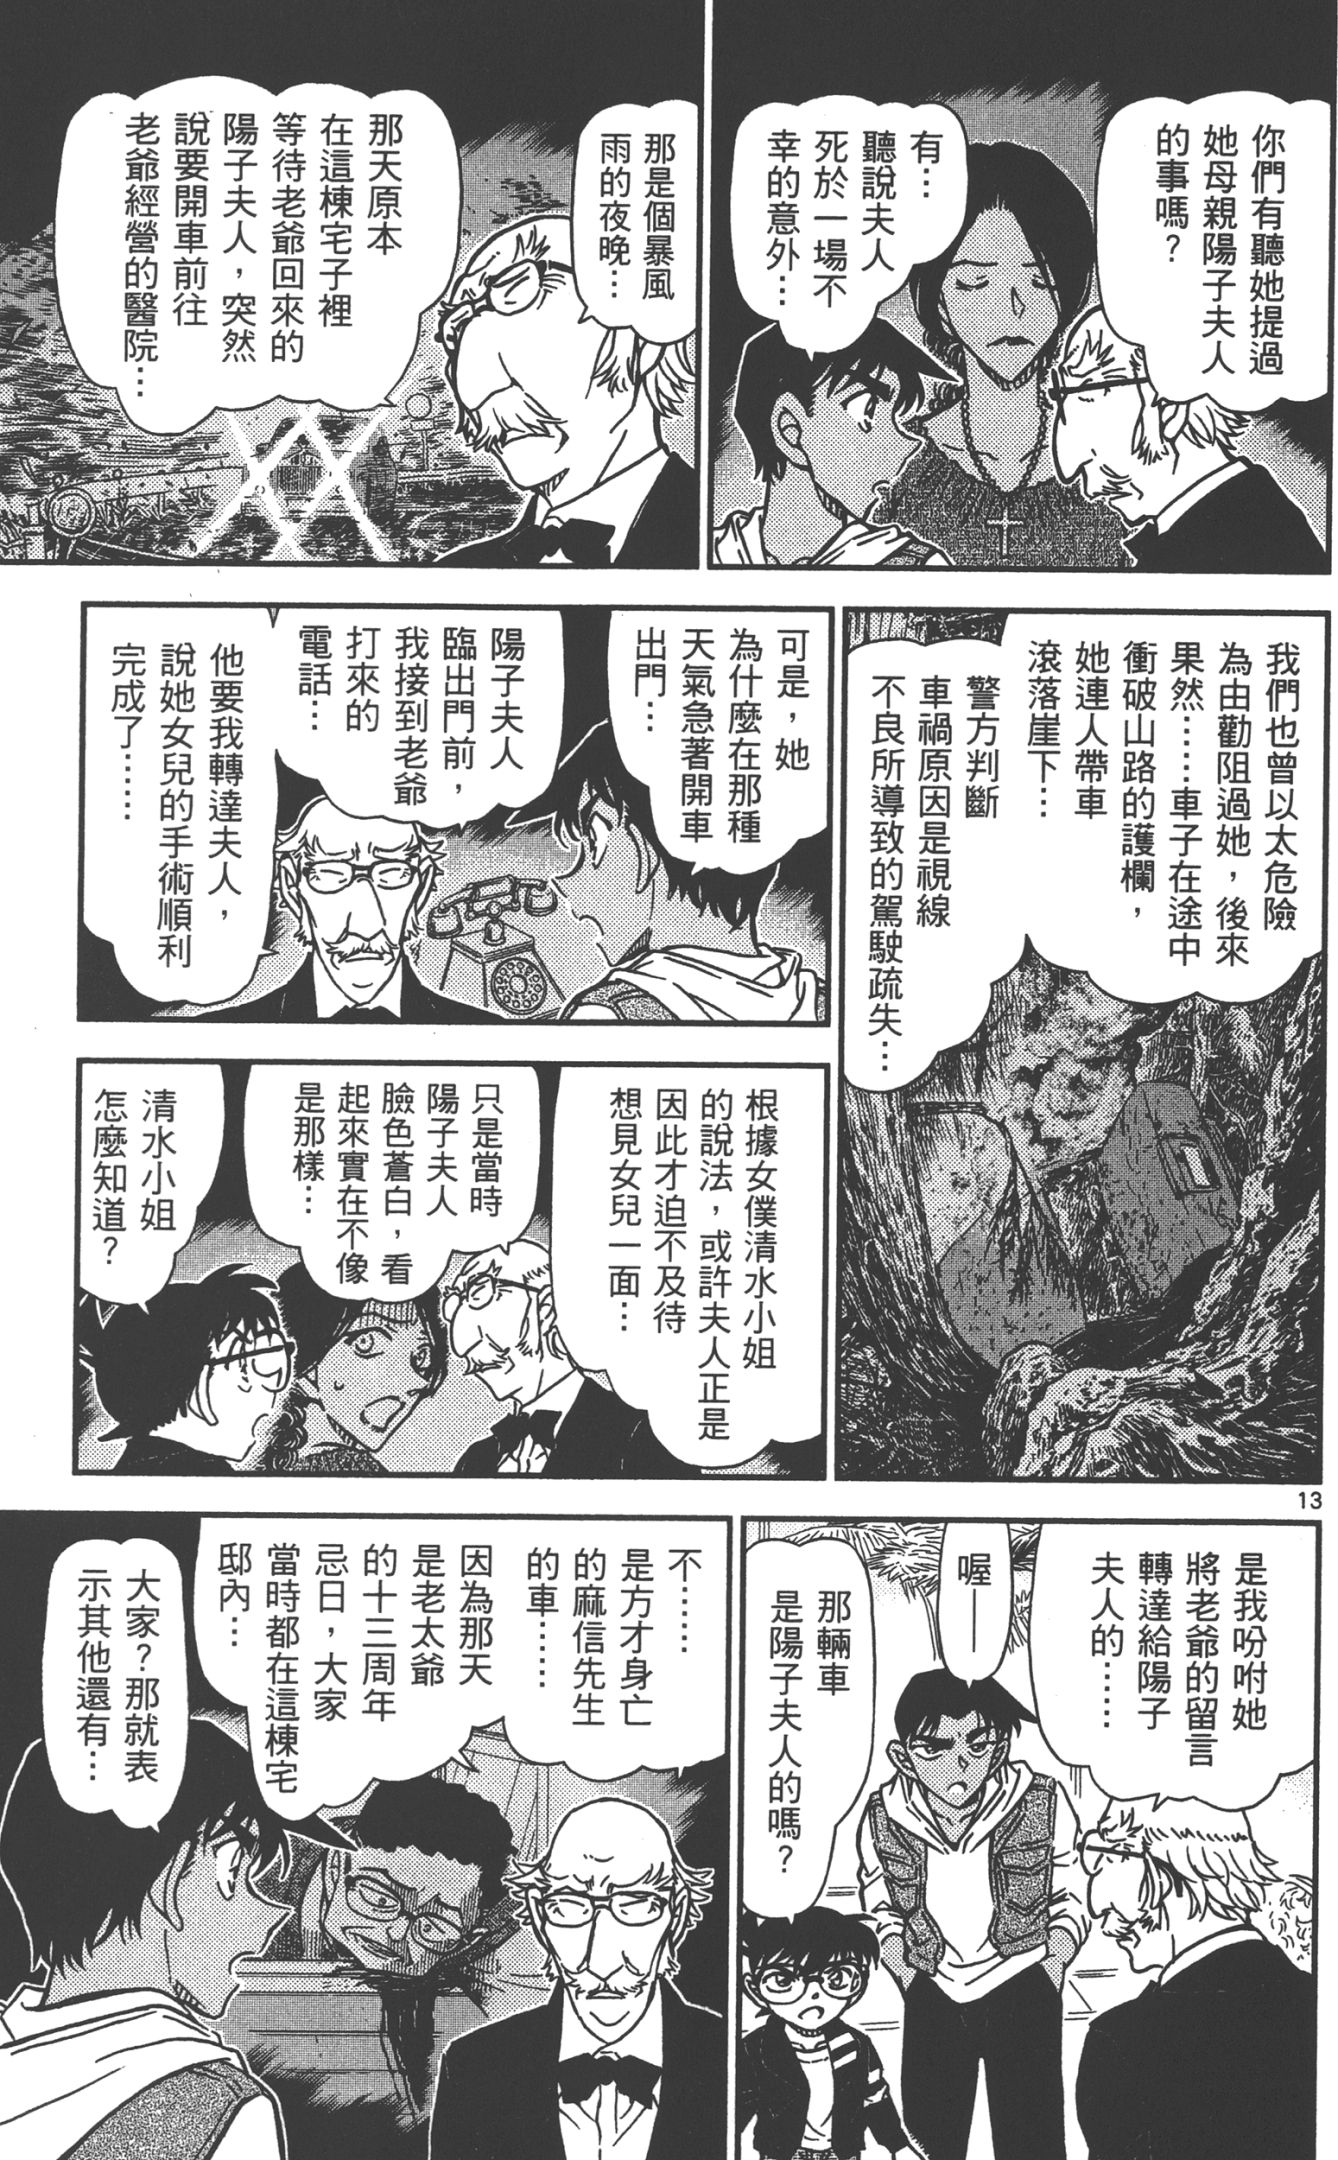 你們有聽她提過
她母親陽子夫人
的事嗎？
有…
聽說夫人
死於一場不
幸的意外…
那是個暴風
雨的夜晚…
那天原本
在這棟宅子裡
等待老爺回來的
陽子夫人，突然
說要開車前往
老爺經營的醫院…
我們也曾以太危險
為由勸阻過她，後來
果然……車子在途中
衝破山路的護欄，
她連人帶車
滾落崖下…
警方判斷
車禍原因是視線
不良所導致的駕駛疏失…
可是，她
為什麼在那種
天氣急著開車
出門…
陽子夫人
臨出門前，
我接到老爺
打來的
電話…
他要我轉達夫人，
說她女兒的手術順利
完成了……
根據女僕清水小姐
的說法，或許夫人正是
因此才迫不及待
想見女兒一面…
只是當時
陽子夫人
臉色蒼白，看
起來實在不像
是那樣…
清水小姐
怎麼知道？
13
是我吩咐她
將老爺的留言
轉達給陽子
夫人的……
喔──
那輛車
是陽子夫人的嗎？
不……
是方才身亡
的麻信先生
的車……
因為那天
是老太爺
的十三周年
忌日，大家
當時都在這棟宅
邸內…
大家？那就表
示其他還有…